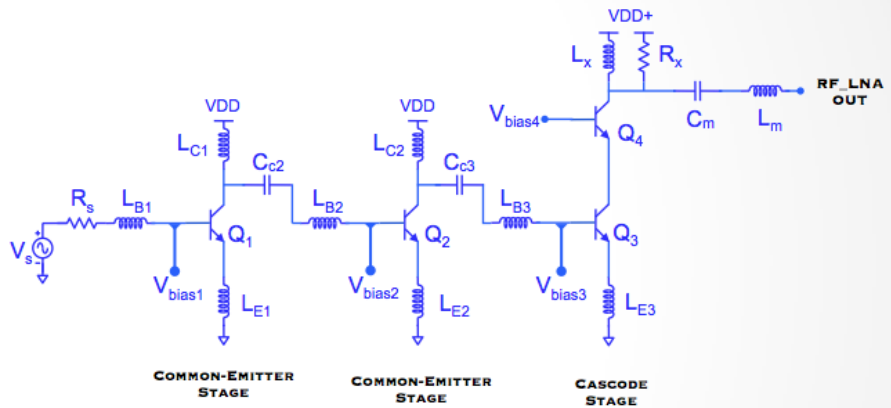 VDD+
Lx
Rx
RF_LNA
OUT
Vbias4
Q4
Cm
Lm
VDD
VDD
LC1
Cc2
LC2
Cc3
Rs
LB1
LB2
LB3
Vs
+
-
Q1
Q2
Q3
Vbias1
Vbias2
Vbias3
LE1
LE2
LE3
COMMON-EMITTER
STAGE
COMMON-EMITTER
STAGE
CASCODE
STAGE